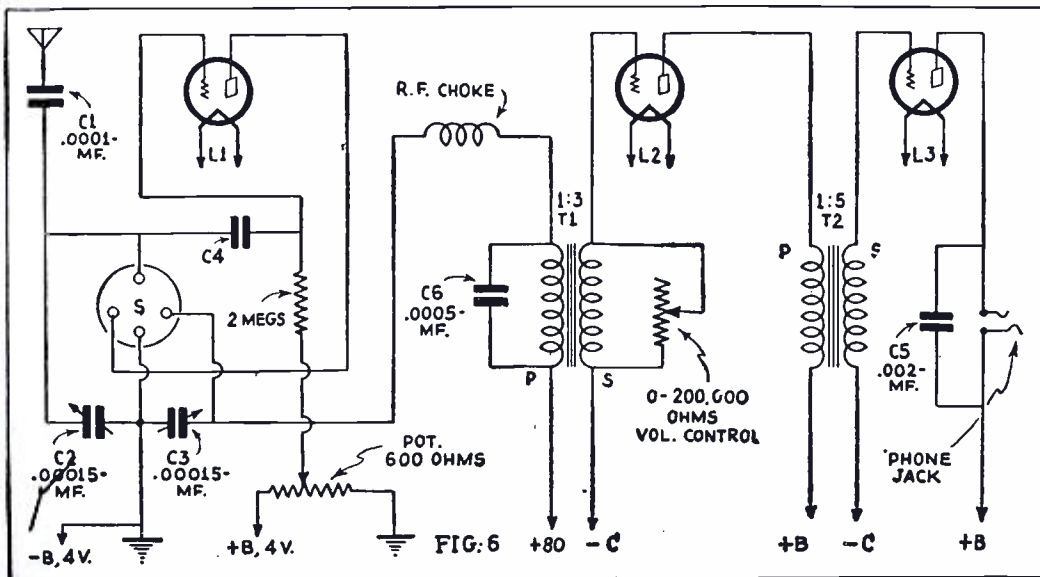 C1
.0001-
MF.
L1
R.F. CHOKE
L2
L3
C4
S
2 MEGS
1:3
T1
C6
.0005-
MF.
P
S
1:5
T2
P
S
C5
.002-
MF.
C2
.00015-
MF.
C3
.00015-
MF.
POT.
600 OHMS
0-200,000
OHMS
VOL. CONTROL
PHONE
JACK
-B, 4V.
+B, 4V.
FIG: 6
+80
-C
+B
-C
+B